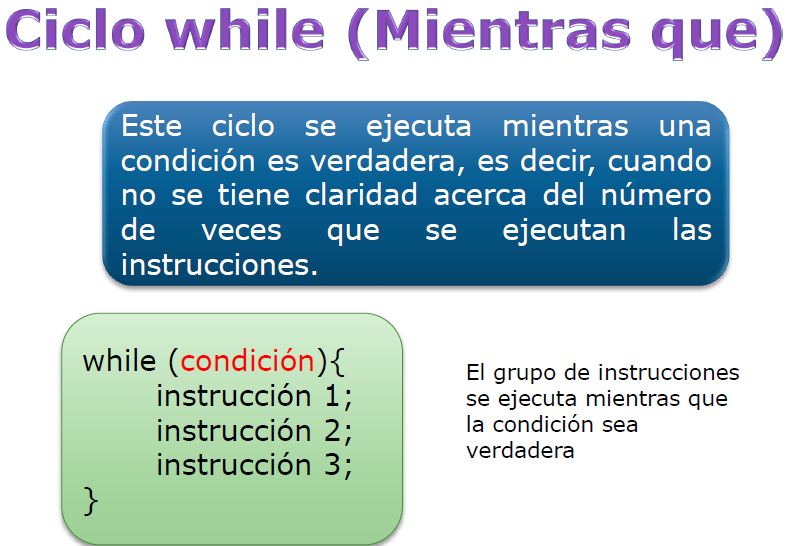 Ciclo while (Mientras que)
Este ciclo se ejecuta mientras una
condición es verdadera, es decir, cuando
no se tiene claridad acerca del número
de veces que se ejecutan las
instrucciones.
while (condición){
instrucción 1;
instrucción 2;
instrucción 3;
}
El grupo de instrucciones
se ejecuta mientras que
la condición sea
verdadera